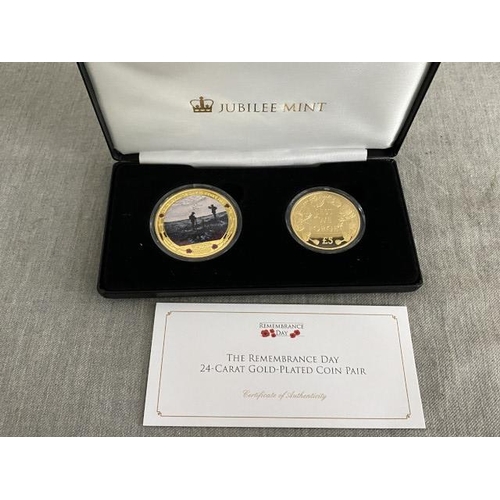 JUBILEE MINT
£5
REMEMBRANCE
DAY
THE REMEMBRANCE DAY
24-CARAT GOLD-PLATED COIN PAIR
Certificate of Authenticity